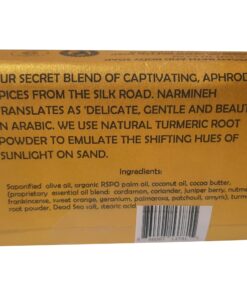 UR SECRET BLEND OF CAPTIVATING, APHROD
PICES FROM THE SILK ROAD. NARMINEH
TRANSLATES AS 'DELICATE, GENTLE AND BEAUT
IN ARABIC. WE USE NATURAL TURMERIC ROOT
POWDER TO EMULATE THE SHIFTING HUES OF
SUNLIGHT ON SAND.
Ingredients:
Saponified olive oil, organic RSPO palm oil, coconut oil, cocoa butter,
(proprietary essential oil blend: cardamon, coriander, juniper berry, nutme
frankincense, sweet orange, geranium, palmarosa, patchouli, amyris), turm
root powder, Dead Sea salt, stearic acid